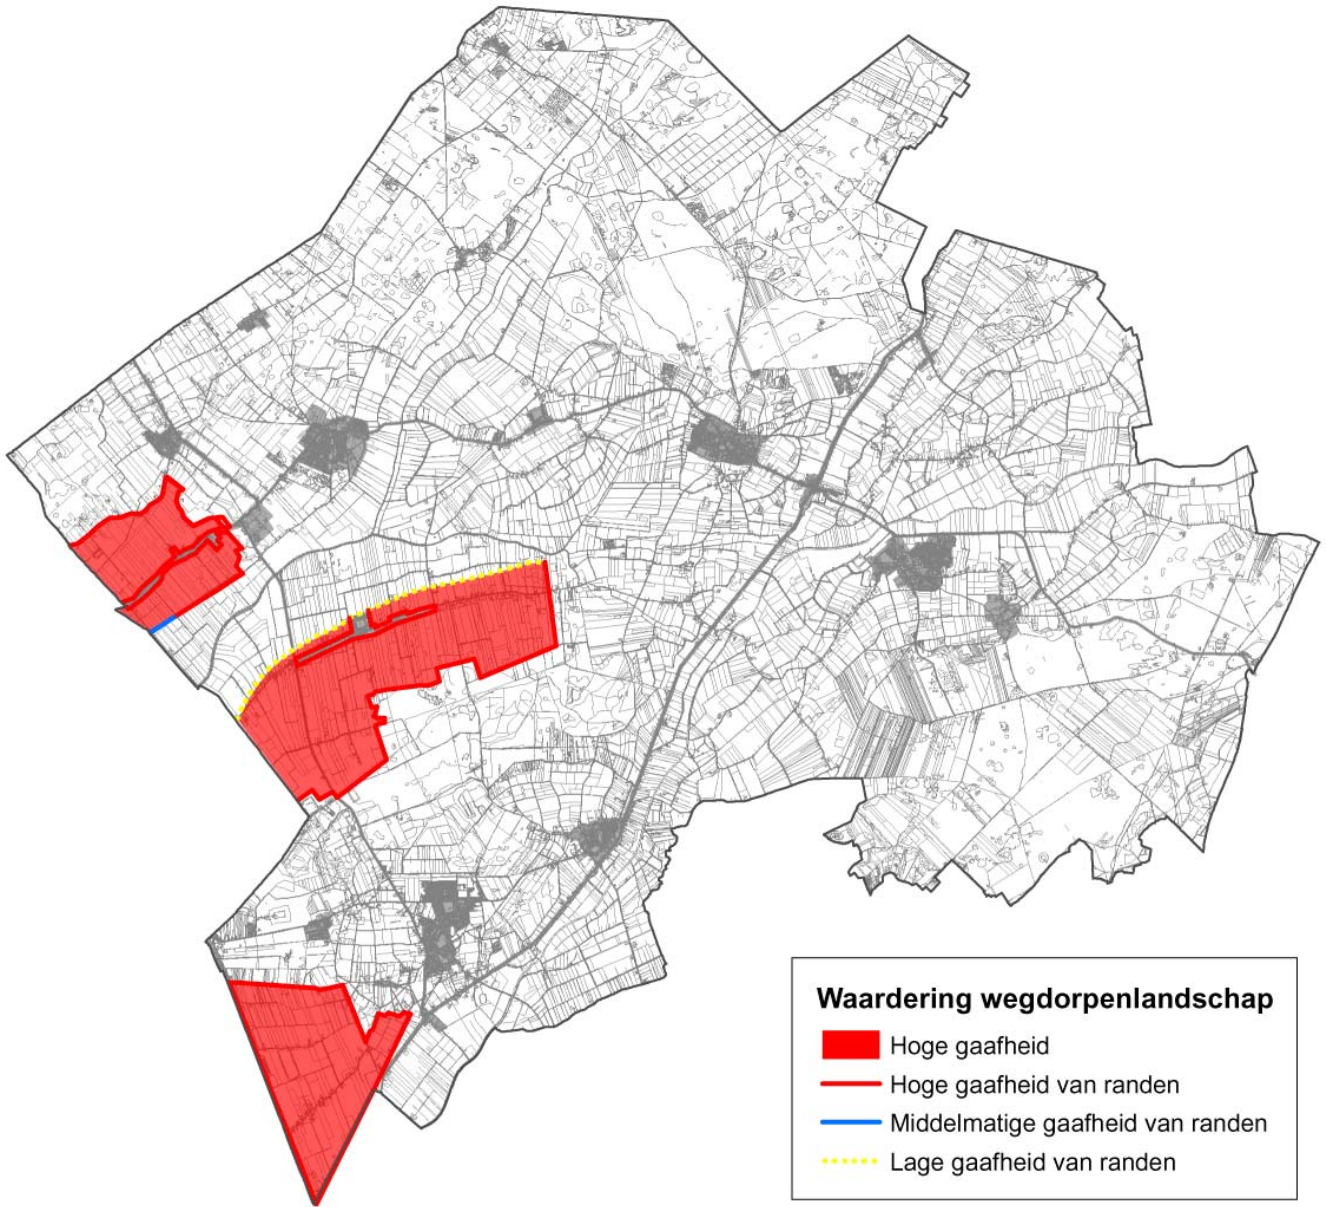 Waardering wegdorpenlandschap
Hoge gaafheid
Hoge gaafheid van randen
Middelmatige gaafheid van randen
Lage gaafheid van randen